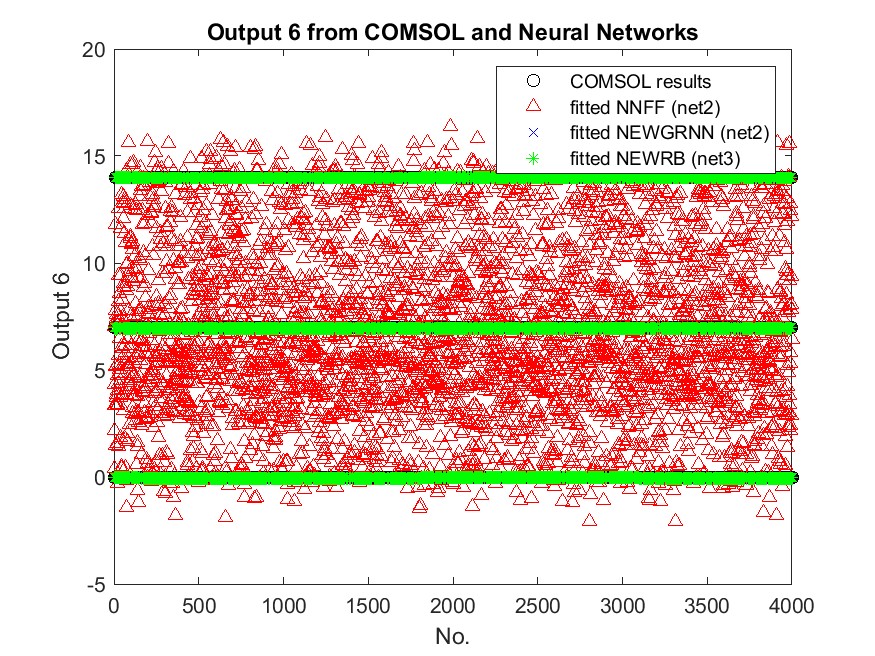 Output 6 from COMSOL and Neural Networks
20
15
10
5
0
-5
Output 6
COMSOL results
fitted NNFF (net2)
fitted NEWGRNN (net2)
fitted NEWRB (net3)
0 500 1000 1500 2000 2500 3000 3500 4000
No.